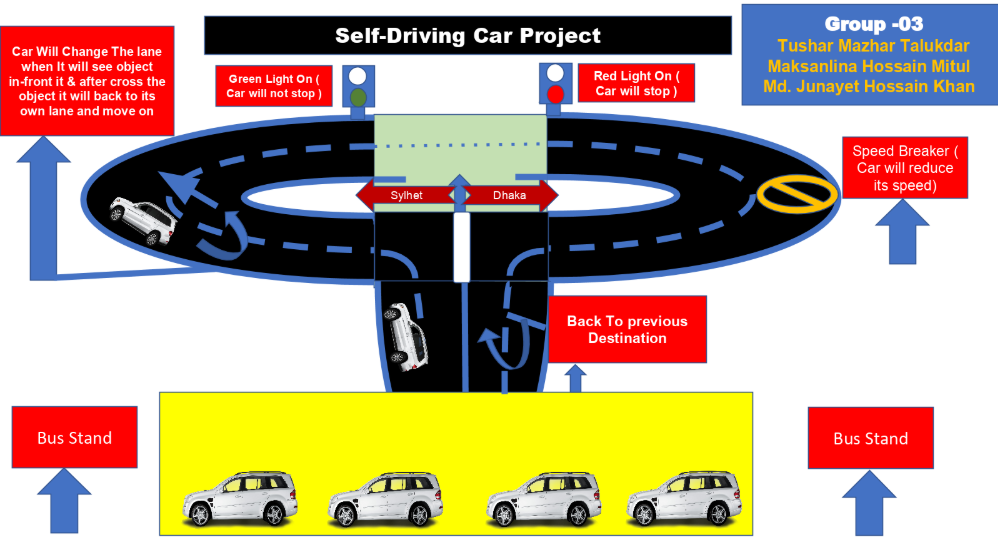 Self-Driving Car Project
Group -03
Tushar Mazhar Talukdar
Maksanlina Hossain Mitul
Md. Junayet Hossain Khan
Car Will Change The lane
when It will see object
in-front it & after cross the
object it will back to its
own lane and move on
Green Light On (
Car will not stop )
Red Light On (
Car will stop )
Speed Breaker (
Car will reduce
its speed)
Sylhet
Dhaka
Back To previous
Destination
Bus Stand
Bus Stand